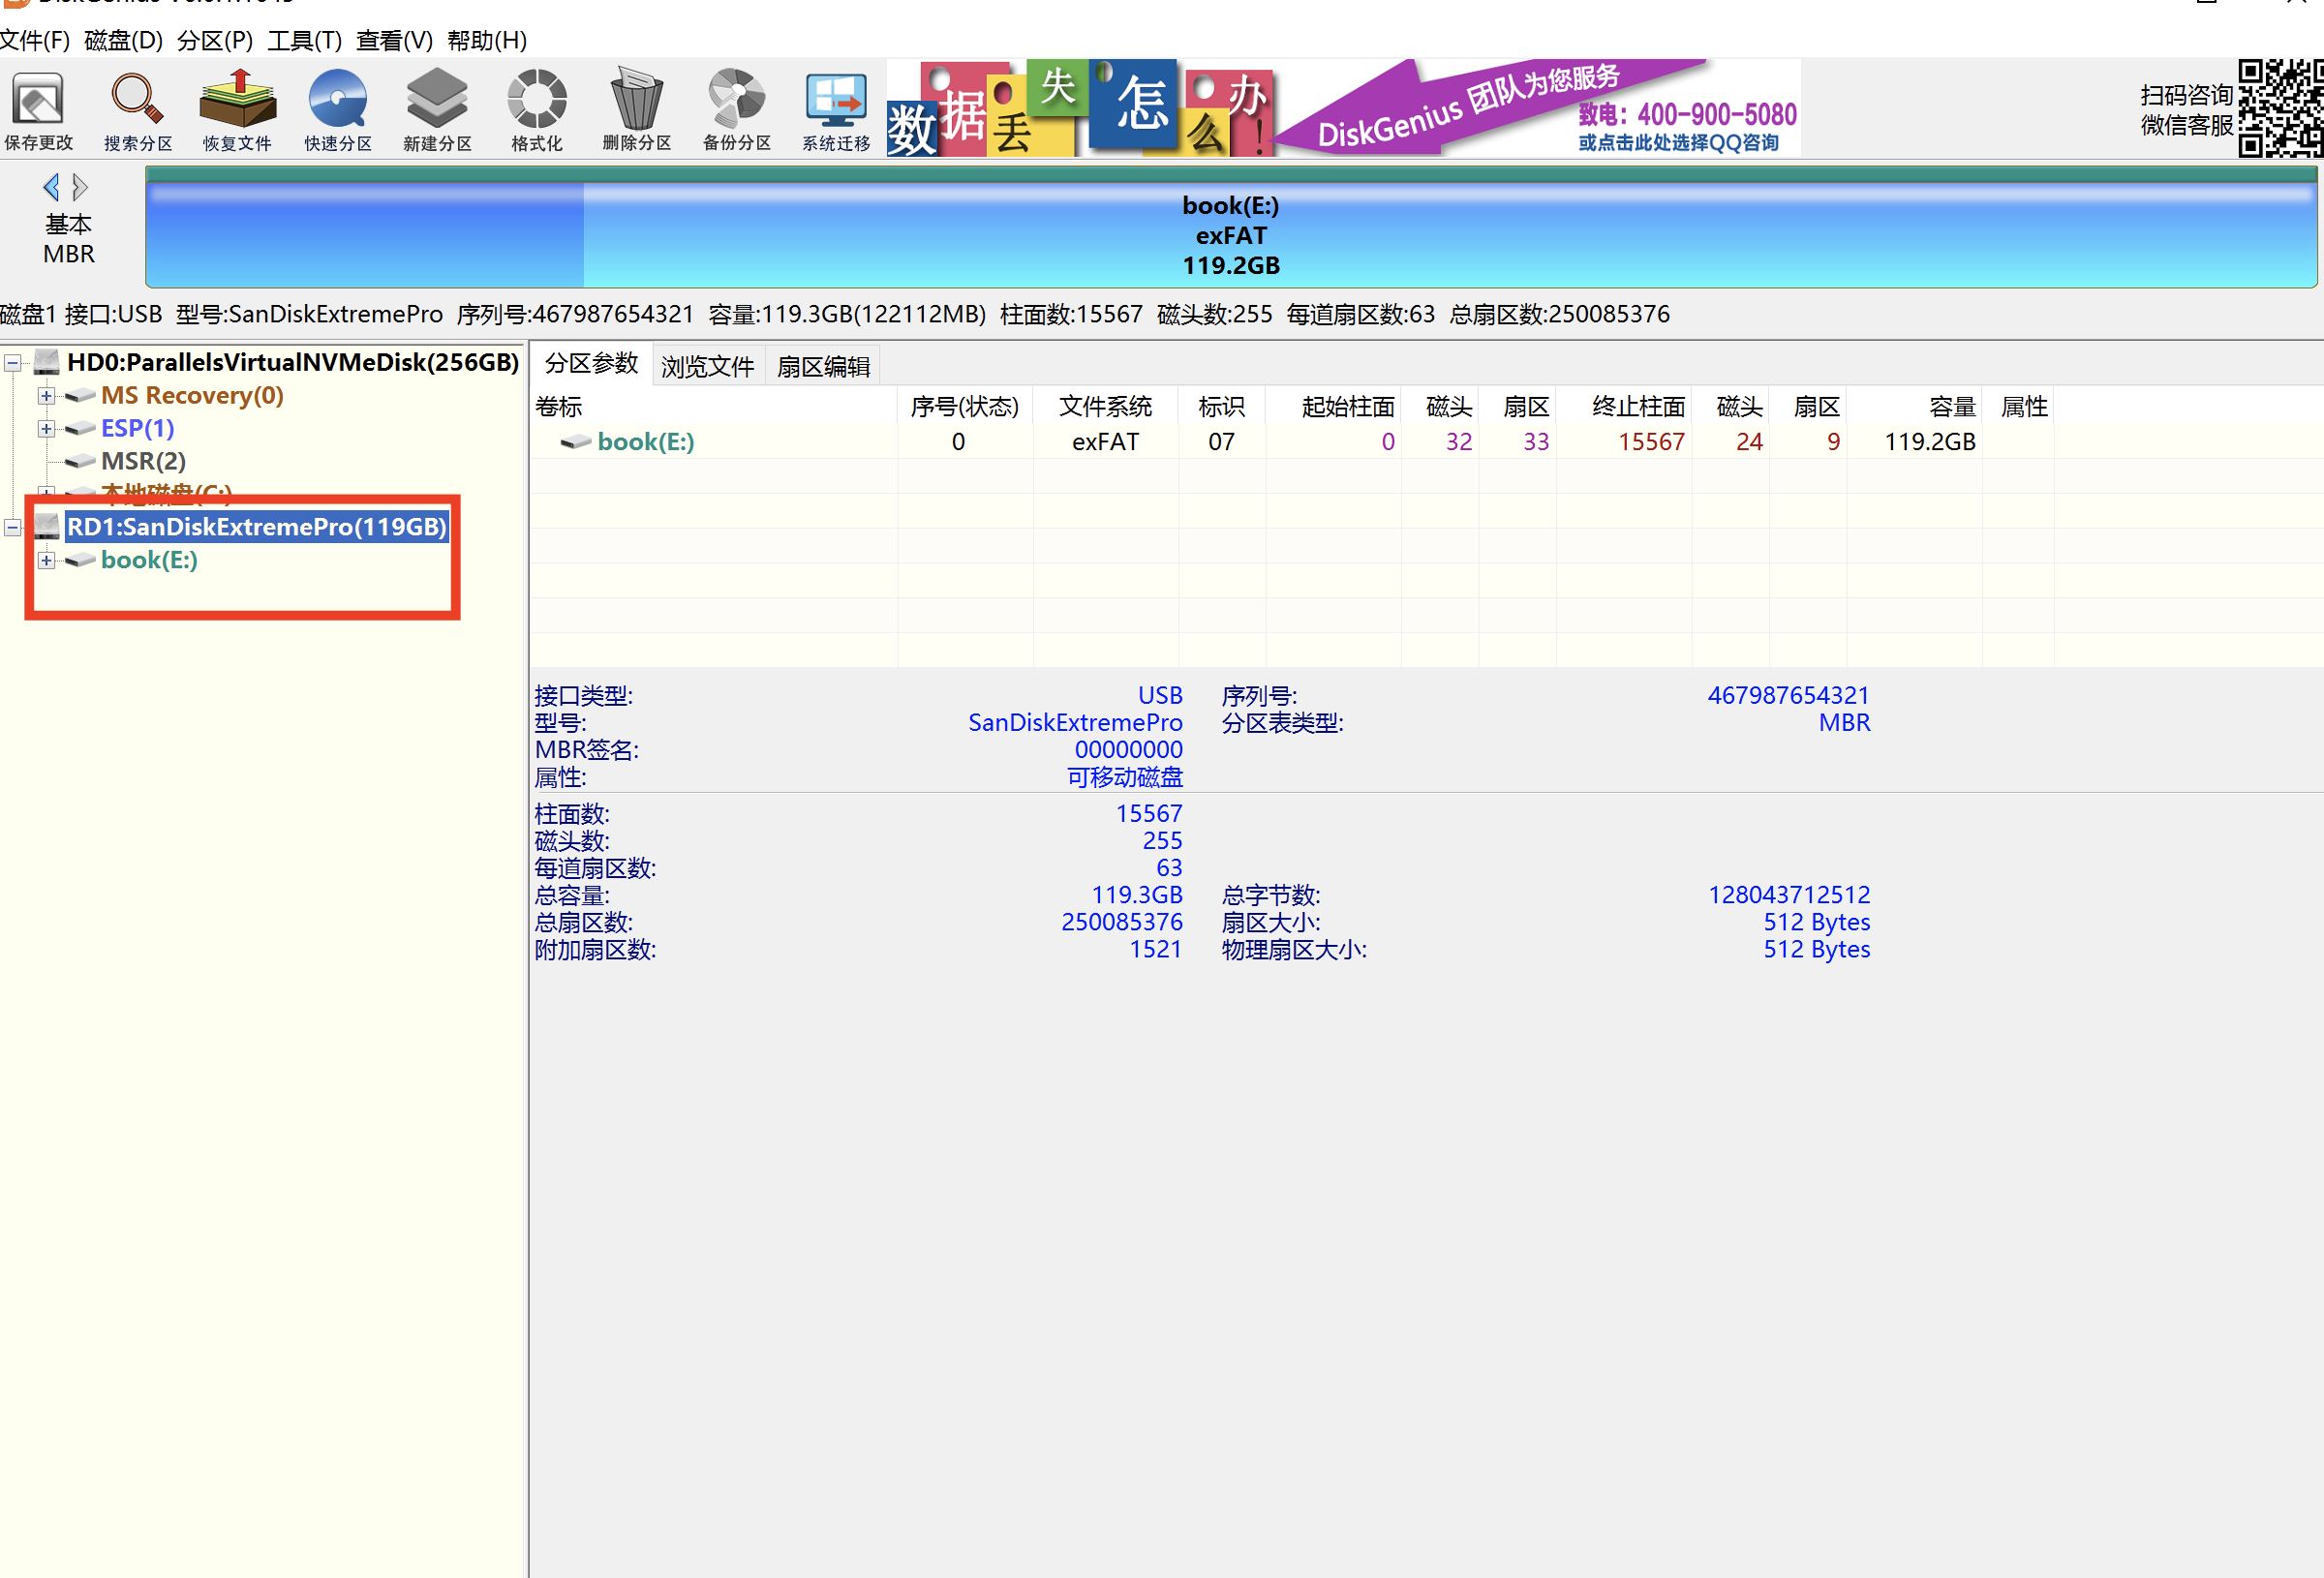 文件(F) 磁盘(D) 分区(P) 工具(T) 查看(V) 帮助(H)
保存更改 搜索分区 恢复文件 快速分区 新建分区 格式化 删除分区 备份分区 系统迁移
数据丢失怎么办!
DiskGenius 团队为您服务
致电：400-900-5080
或点击此处选择QQ咨询
扫码咨询
微信客服
基本
MBR
book(E:)
exFAT
119.2GB
磁盘1 接口:USB 型号:SanDiskExtremePro 序列号:467987654321 容量:119.3GB(122112MB) 柱面数:15567 磁头数:255 每道扇区数:63 总扇区数:250085376
HD0:ParallelsVirtualNVMeDisk(256GB)
MS Recovery(0)
ESP(1)
MSR(2)
本地磁盘(C:)
RD1:SanDiskExtremePro(119GB)
book(E:)
分区参数 浏览文件 扇区编辑
卷标 序号(状态) 文件系统 标识 起始柱面 磁头 扇区 终止柱面 磁头 扇区 容量 属性
book(E:) 0 exFAT 07 0 32 33 15567 24 9 119.2GB
接口类型: USB 序列号: 467987654321
型号: SanDiskExtremePro 分区表类型: MBR
MBR签名: 00000000
属性: 可移动磁盘
柱面数: 15567
磁头数: 255
每道扇区数: 63
总容量: 119.3GB 总字节数: 128043712512
总扇区数: 250085376 扇区大小: 512 Bytes
附加扇区数: 1521 物理扇区大小: 512 Bytes